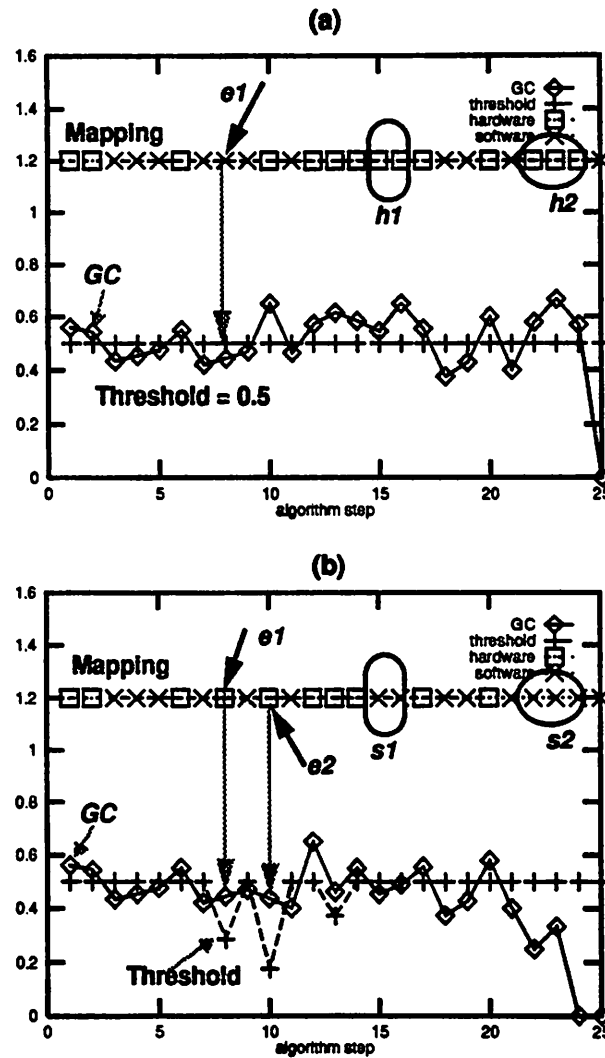 (a)
1.6
1.4
1.2
1
0.8
0.6
0.4
0.2
0
0 5 10 15 20 25
algorithm step
Mapping
e1
GC
threshold
hardware
software
h1
h2
GC
Threshold = 0.5
(b)
1.6
1.4
1.2
1
0.8
0.6
0.4
0.2
0
0 5 10 15 20 25
algorithm step
Mapping
e1
GC
threshold
hardware
software
e2
s1
s2
GC
Threshold